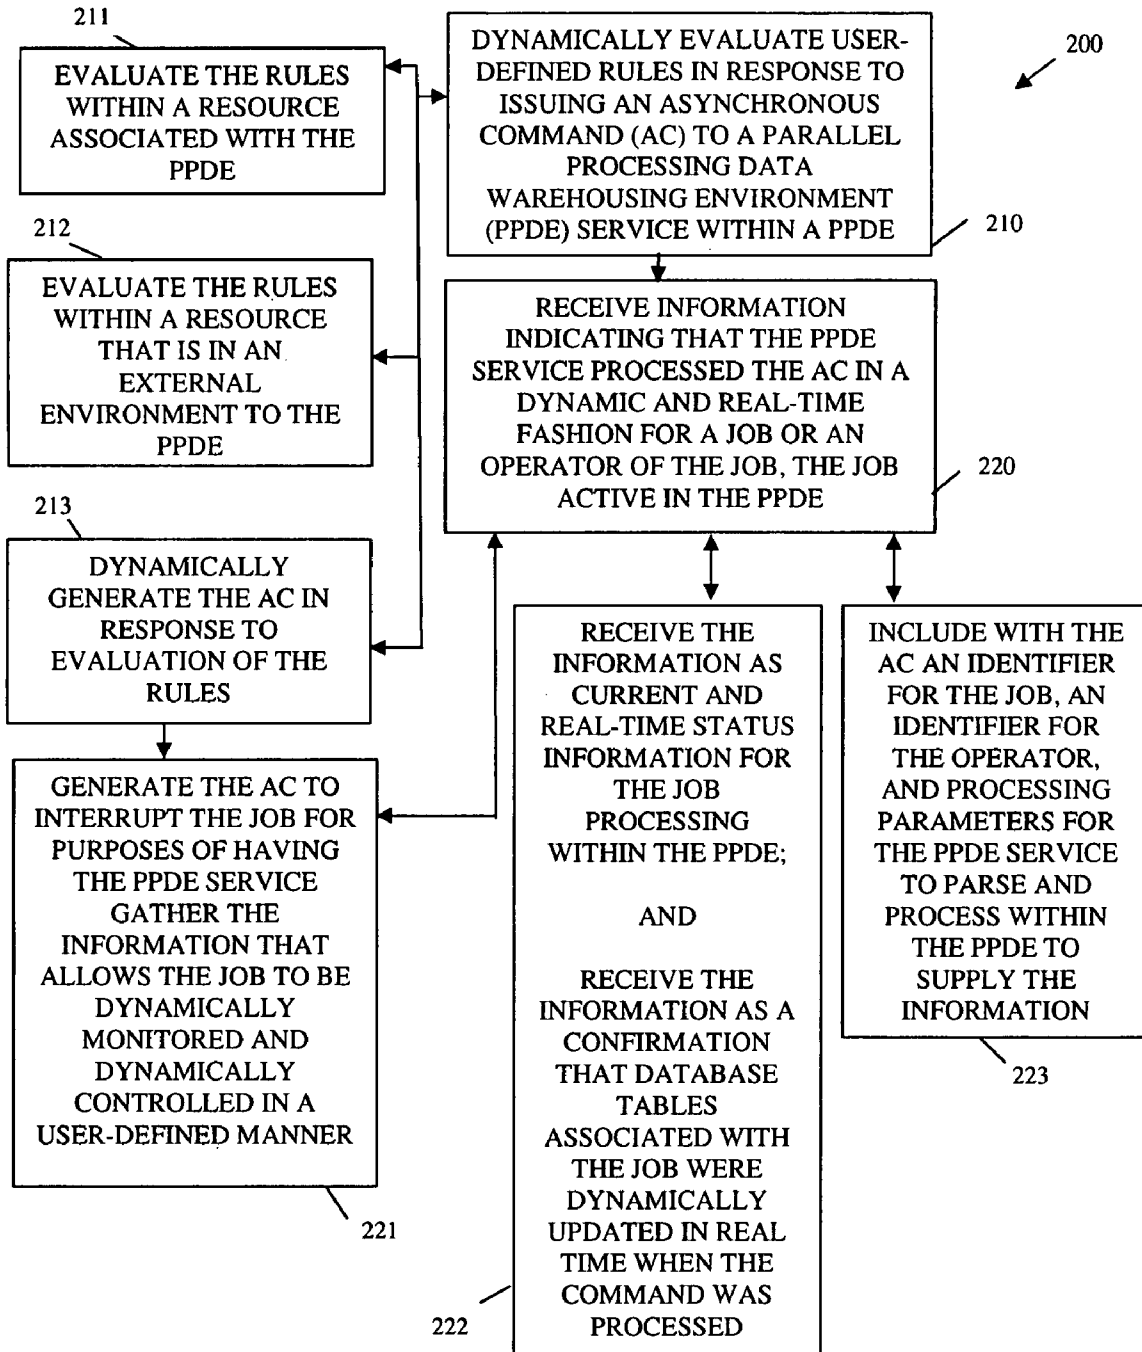 211
EVALUATE THE RULES
WITHIN A RESOURCE
ASSOCIATED WITH THE
PPDE
DYNAMICALLY EVALUATE USER-
DEFINED RULES IN RESPONSE TO
ISSUING AN ASYNCHRONOUS
COMMAND (AC) TO A PARALLEL
PROCESSING DATA
WAREHOUSING ENVIRONMENT
(PPDE) SERVICE WITHIN A PPDE
200
210
212
EVALUATE THE RULES
WITHIN A RESOURCE
THAT IS IN AN
EXTERNAL
ENVIRONMENT TO THE
PPDE
RECEIVE INFORMATION
INDICATING THAT THE PPDE
SERVICE PROCESSED THE AC IN A
DYNAMIC AND REAL-TIME
FASHION FOR A JOB OR AN
OPERATOR OF THE JOB, THE JOB
ACTIVE IN THE PPDE
220
213
DYNAMICALLY
GENERATE THE AC IN
RESPONSE TO
EVALUATION OF THE
RULES
GENERATE THE AC TO
INTERRUPT THE JOB FOR
PURPOSES OF HAVING
THE PPDE SERVICE
GATHER THE
INFORMATION THAT
ALLOWS THE JOB TO BE
DYNAMICALLY
MONITORED AND
DYNAMICALLY
CONTROLLED IN A
USER-DEFINED MANNER
221
RECEIVE THE
INFORMATION AS
CURRENT AND
REAL-TIME STATUS
INFORMATION FOR
THE JOB
PROCESSING
WITHIN THE PPDE;
AND
RECEIVE THE
INFORMATION AS A
CONFIRMATION
THAT DATABASE
TABLES
ASSOCIATED WITH
THE JOB WERE
DYNAMICALLY
UPDATED IN REAL
TIME WHEN THE
COMMAND WAS
PROCESSED
222
INCLUDE WITH THE
AC AN IDENTIFIER
FOR THE JOB, AN
IDENTIFIER FOR
THE OPERATOR,
AND PROCESSING
PARAMETERS FOR
THE PPDE SERVICE
TO PARSE AND
PROCESS WITHIN
THE PPDE TO
SUPPLY THE
INFORMATION
223